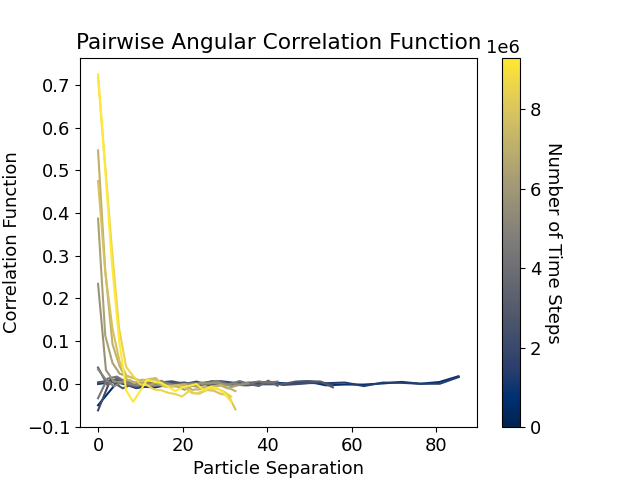 Pairwise Angular Correlation Function
1e6
Correlation Function
0.7
0.6
0.5
0.4
0.3
0.2
0.1
0.0
−0.1
0 20 40 60 80
Particle Separation
8
6
4
2
0
Number of Time Steps